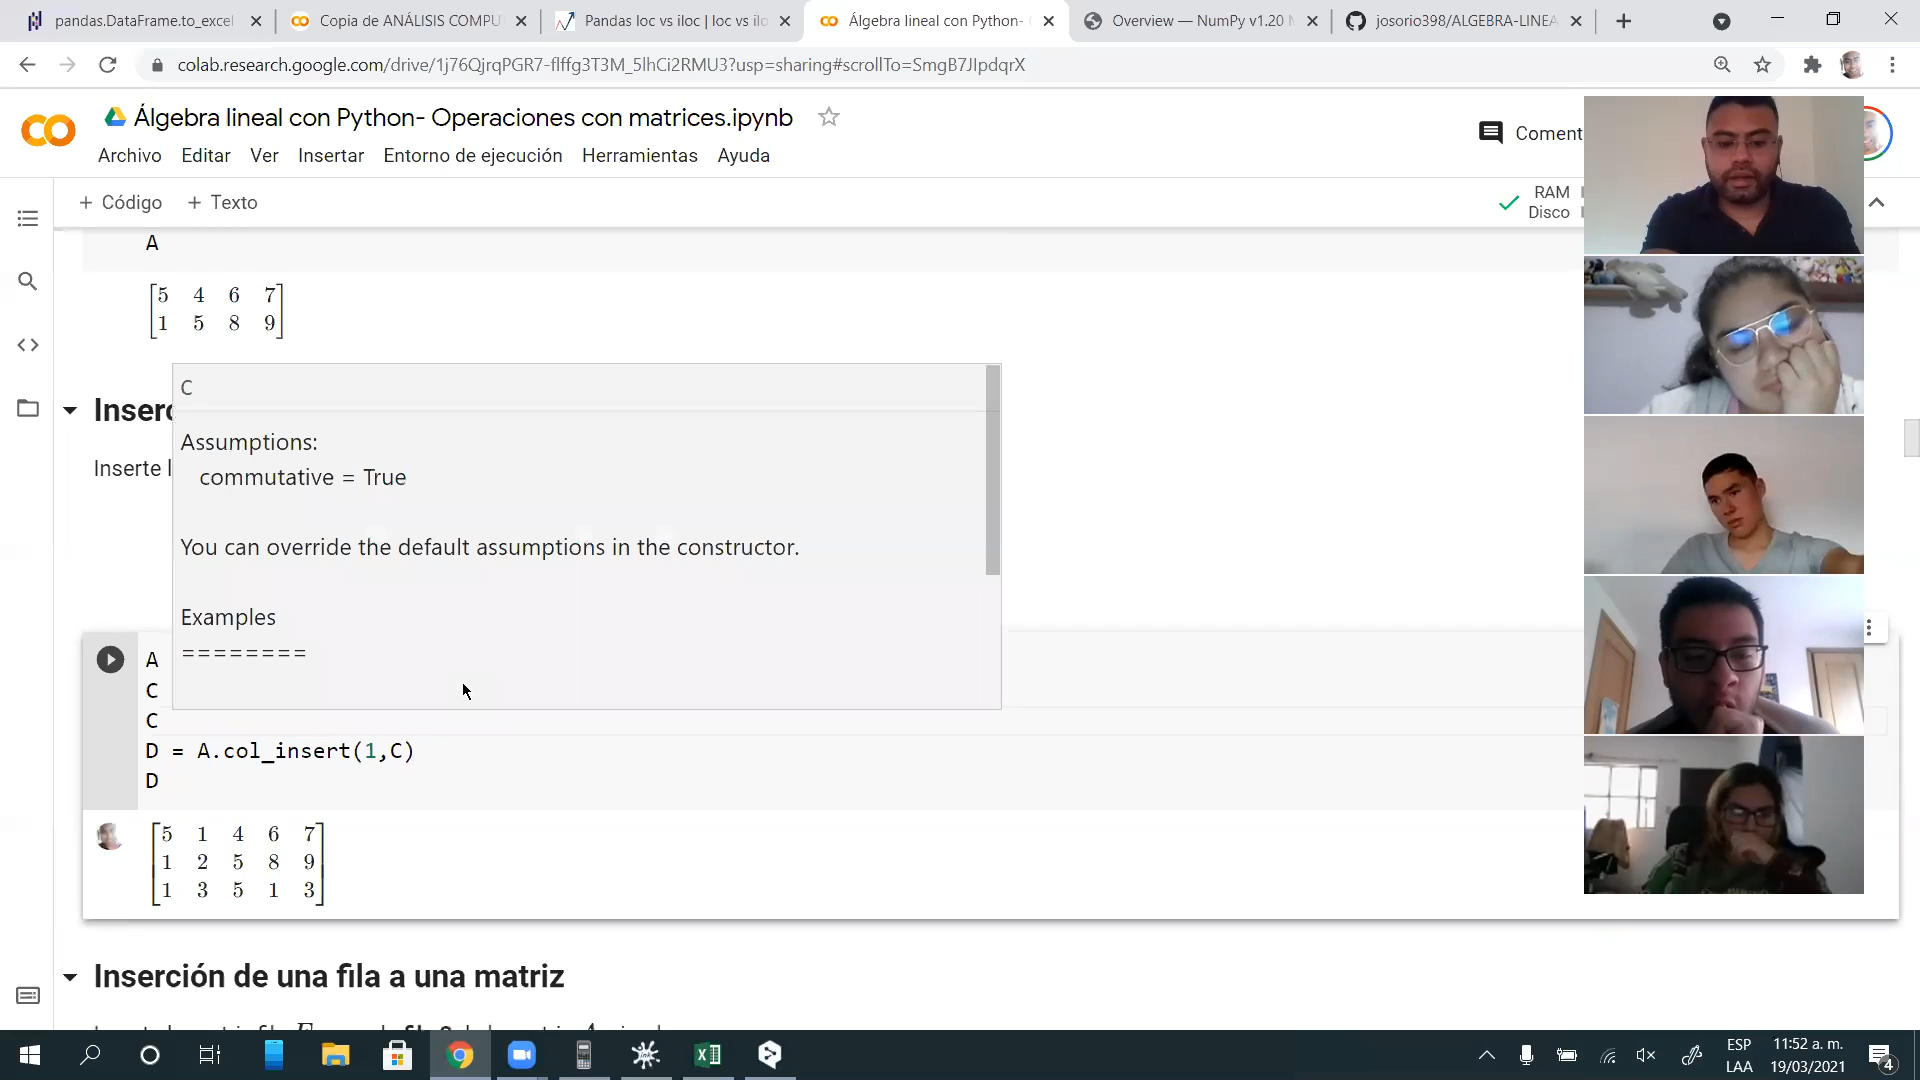 pandas.DataFrame.to_excel
Copia de ANÁLISIS COMPU
Pandas loc vs iloc | loc vs ilo
Álgebra lineal con Python-
Overview — NumPy v1.20
josorio398/ALGEBRA-LINEA
colab.research.google.com/drive/1j76QjrqPGR7-flffg3T3M_5lhCi2RMU3?usp=sharing#scrollTo=SmgB7JIpdqrX
Álgebra lineal con Python- Operaciones con matrices.ipynb
Coment
Archivo Editar Ver Insertar Entorno de ejecución Herramientas Ayuda
+ Código + Texto
RAM
Disco
A
5 4 6 7
1 5 8 9
C
Inserc
Assumptions:
Inserte l
commutative = True
You can override the default assumptions in the constructor.
Examples
========
A
C
C
D = A.col_insert(1,C)
D
5 1 4 6 7
1 2 5 8 9
1 3 5 1 3
Inserción de una fila a una matriz
ESP
LAA
11:52 a. m.
19/03/2021
4